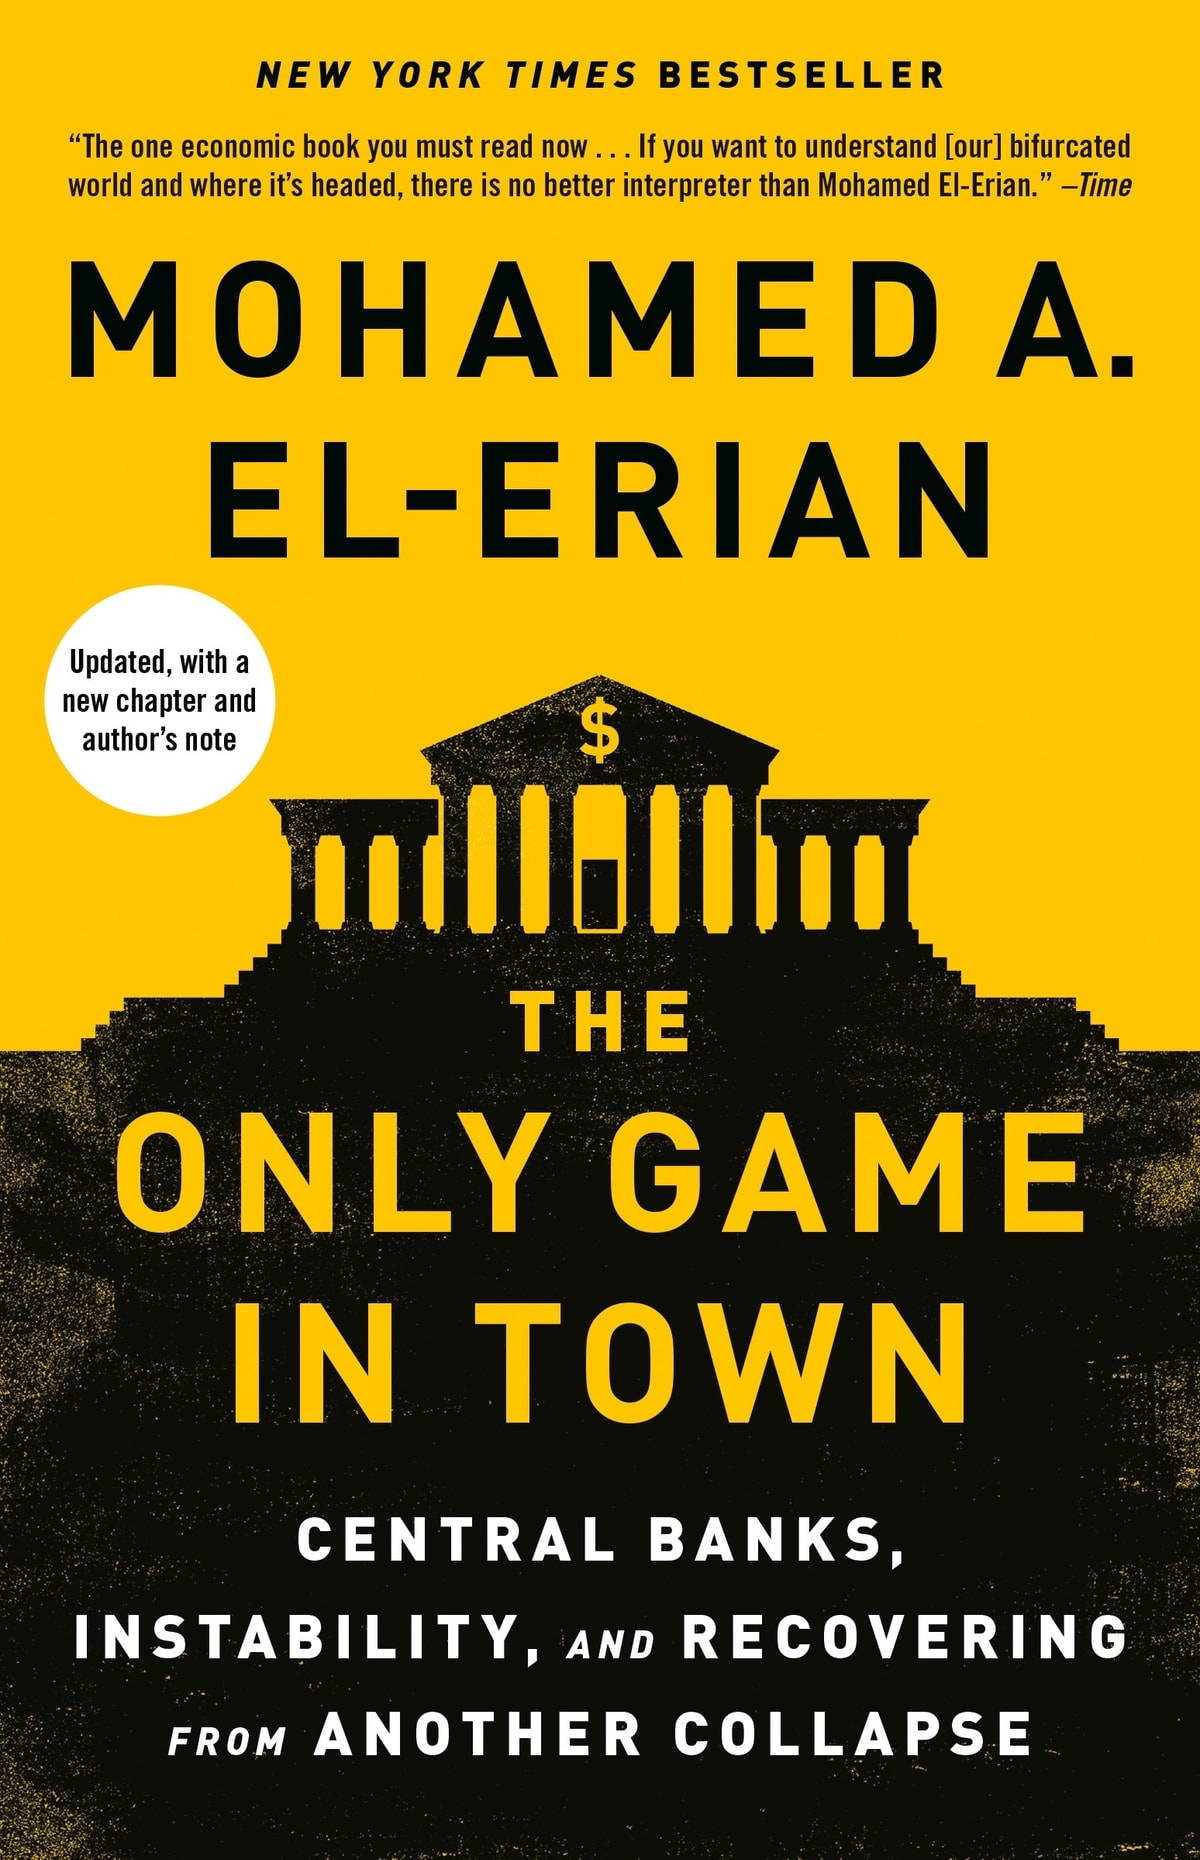 NEW YORK TIMES BESTSELLER
“The one economic book you must read now . . . If you want to understand [our] bifurcated
world and where it’s headed, there is no better interpreter than Mohamed El-Erian.” –Time
MOHAMED A.
EL-ERIAN
Updated, with a
new chapter and
author’s note
$
THE
ONLY GAME
IN TOWN
CENTRAL BANKS,
INSTABILITY, AND RECOVERING
FROM ANOTHER COLLAPSE